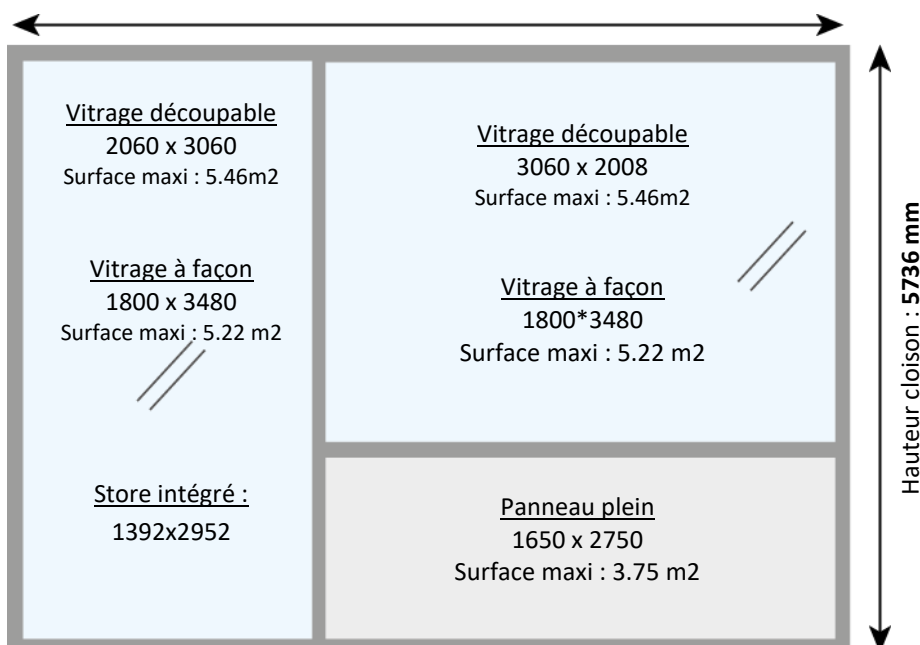 Vitrage découpable
2060 x 3060
Surface maxi : 5.46m2
Vitrage à façon
1800 x 3480
Surface maxi : 5.22 m2
Store intégré :
1392x2952
Vitrage découpable
3060 x 2008
Surface maxi : 5.46m2
Vitrage à façon
1800*3480
Surface maxi : 5.22 m2
Panneau plein
1650 x 2750
Surface maxi : 3.75 m2
Hauteur cloison : 5736 mm